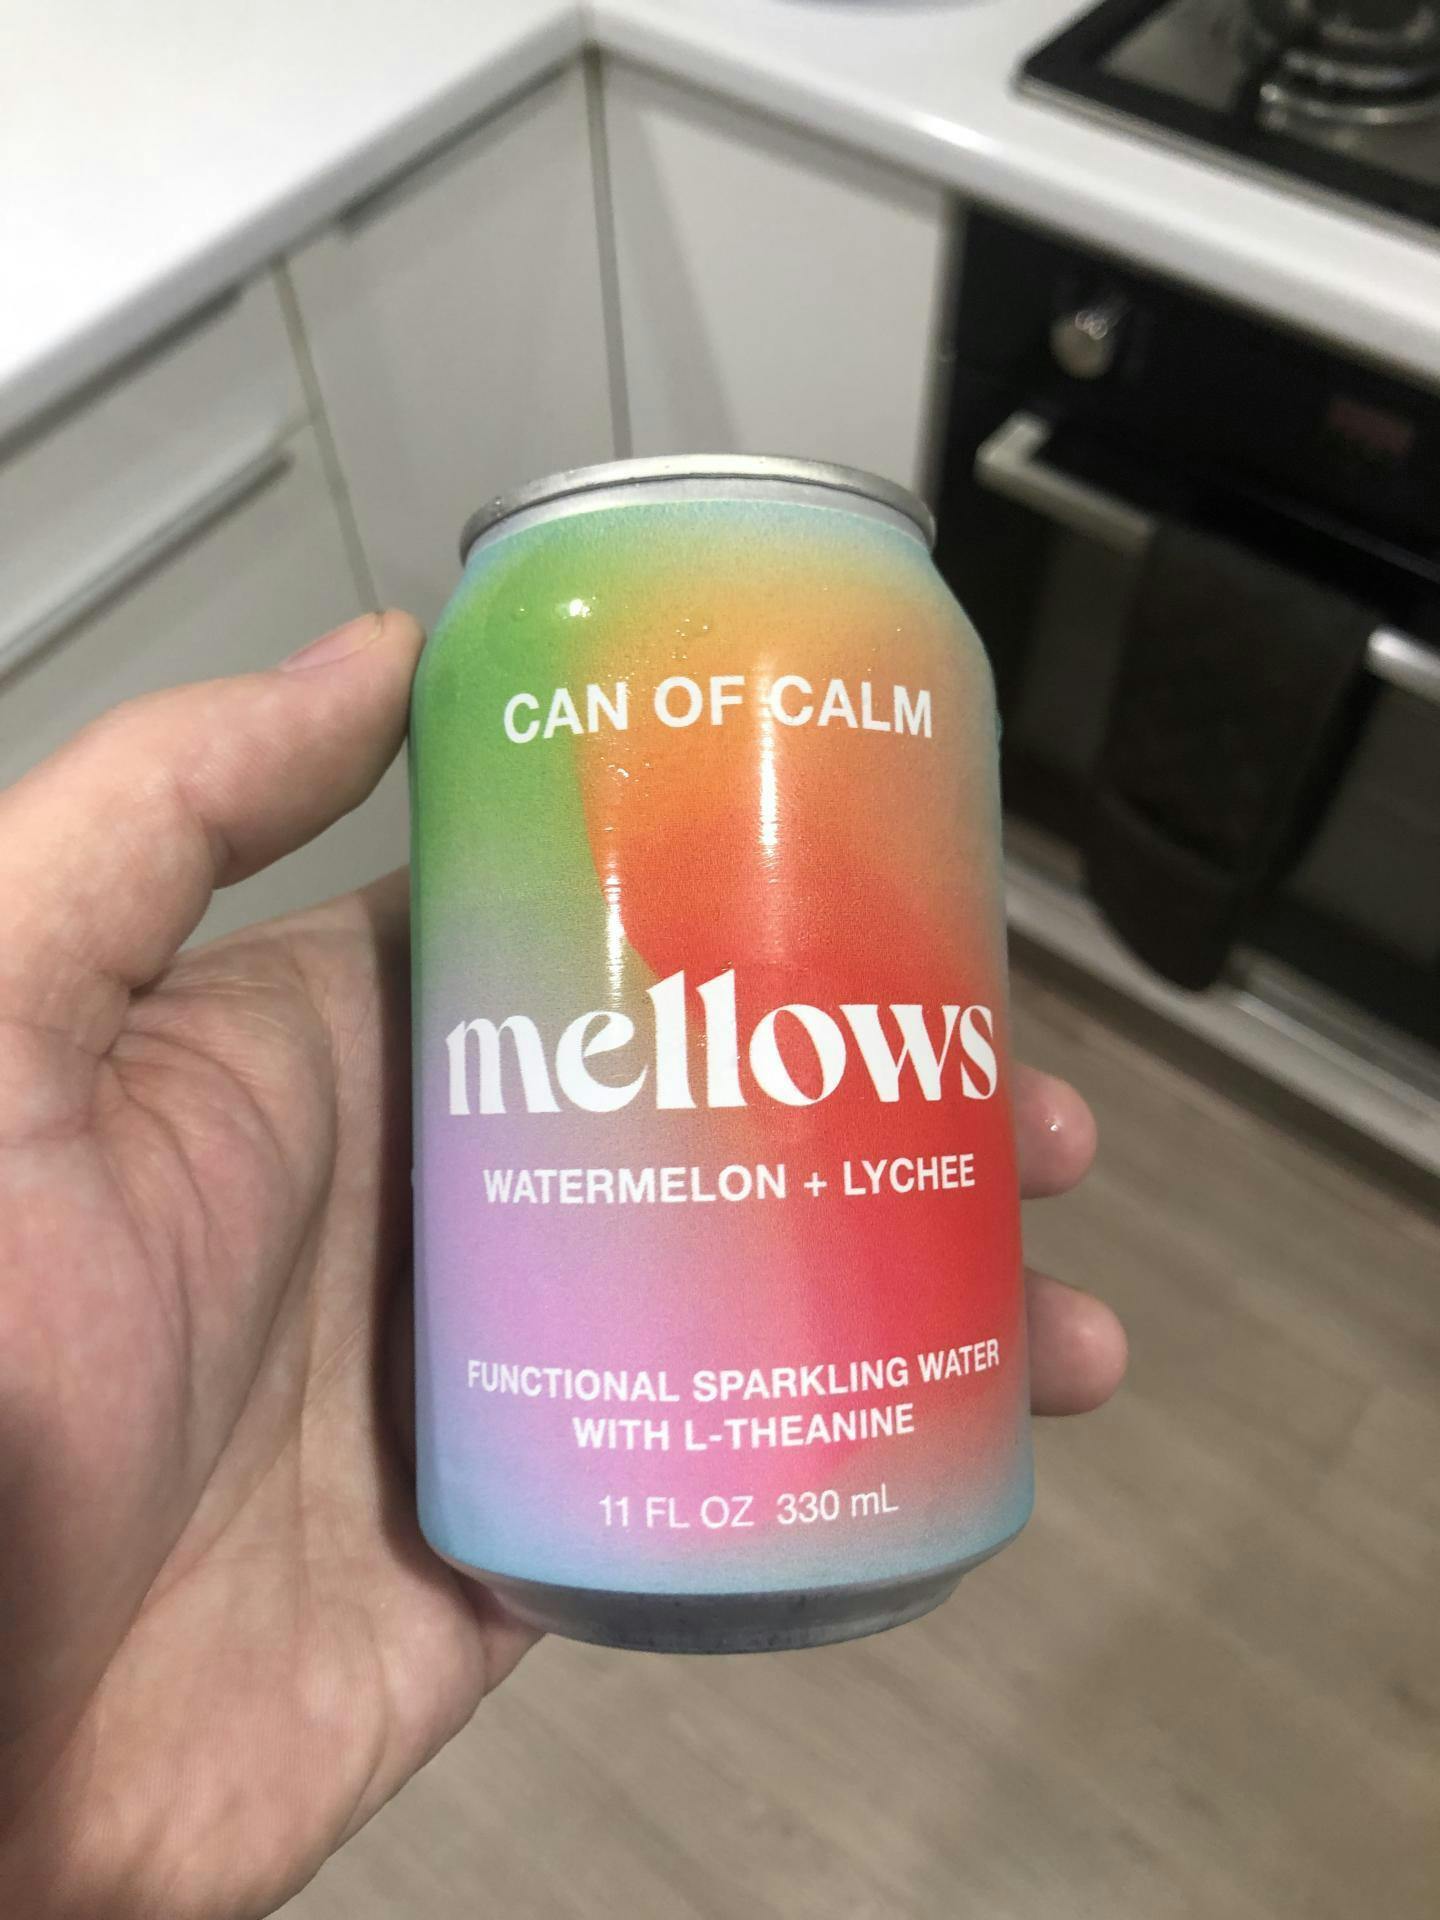 CAN OF CALM
mellows
WATERMELON + LYCHEE
FUNCTIONAL SPARKLING WATER
WITH L-THEANINE
11 FL OZ 330 mL